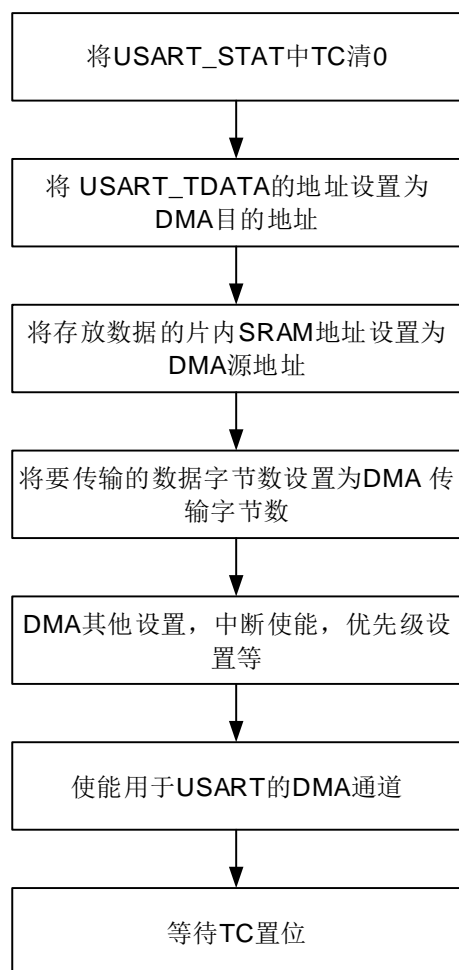 将USART_STAT中TC清0
将 USART_TDATA的地址设置为
DMA目的地址
将存放数据的片内SRAM地址设置为
DMA源地址
将要传输的数据字节数设置为DMA 传
输字节数
DMA其他设置，中断使能，优先级设
置等
使能用于USART的DMA通道
等待TC置位